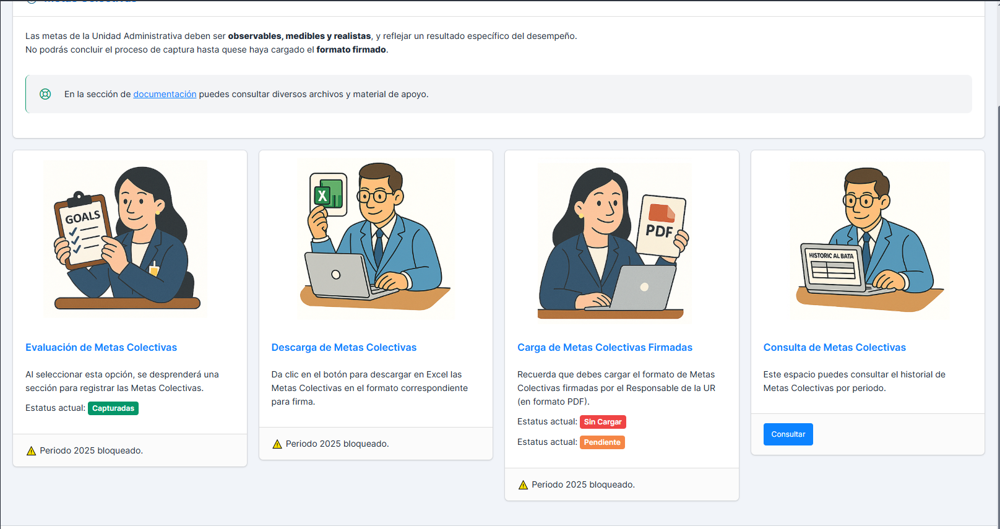 Metas Colectivas
Las metas de la Unidad Administrativa deben ser observables, medibles y realistas, y reflejar un resultado específico del desempeño.
No podrás concluir el proceso de captura hasta quese haya cargado el formato firmado.
En la sección de documentación puedes consultar diversos archivos y material de apoyo.
GOALS
X
PDF
HISTORIC AL BATA
Evaluación de Metas Colectivas
Al seleccionar esta opción, se desprenderá una
sección para registrar las Metas Colectivas.
Estatus actual: Capturadas
Periodo 2025 bloqueado.
Descarga de Metas Colectivas
Da clic en el botón para descargar en Excel las
Metas Colectivas en el formato correspondiente
para firma.
Periodo 2025 bloqueado.
Carga de Metas Colectivas Firmadas
Recuerda que debes cargar el formato de Metas
Colectivas firmadas por el Responsable de la UR
(en formato PDF).
Estatus actual: Sin Cargar
Estatus actual: Pendiente
Periodo 2025 bloqueado.
Consulta de Metas Colectivas
Este espacio puedes consultar el historial de
Metas Colectivas por periodo.
Consultar